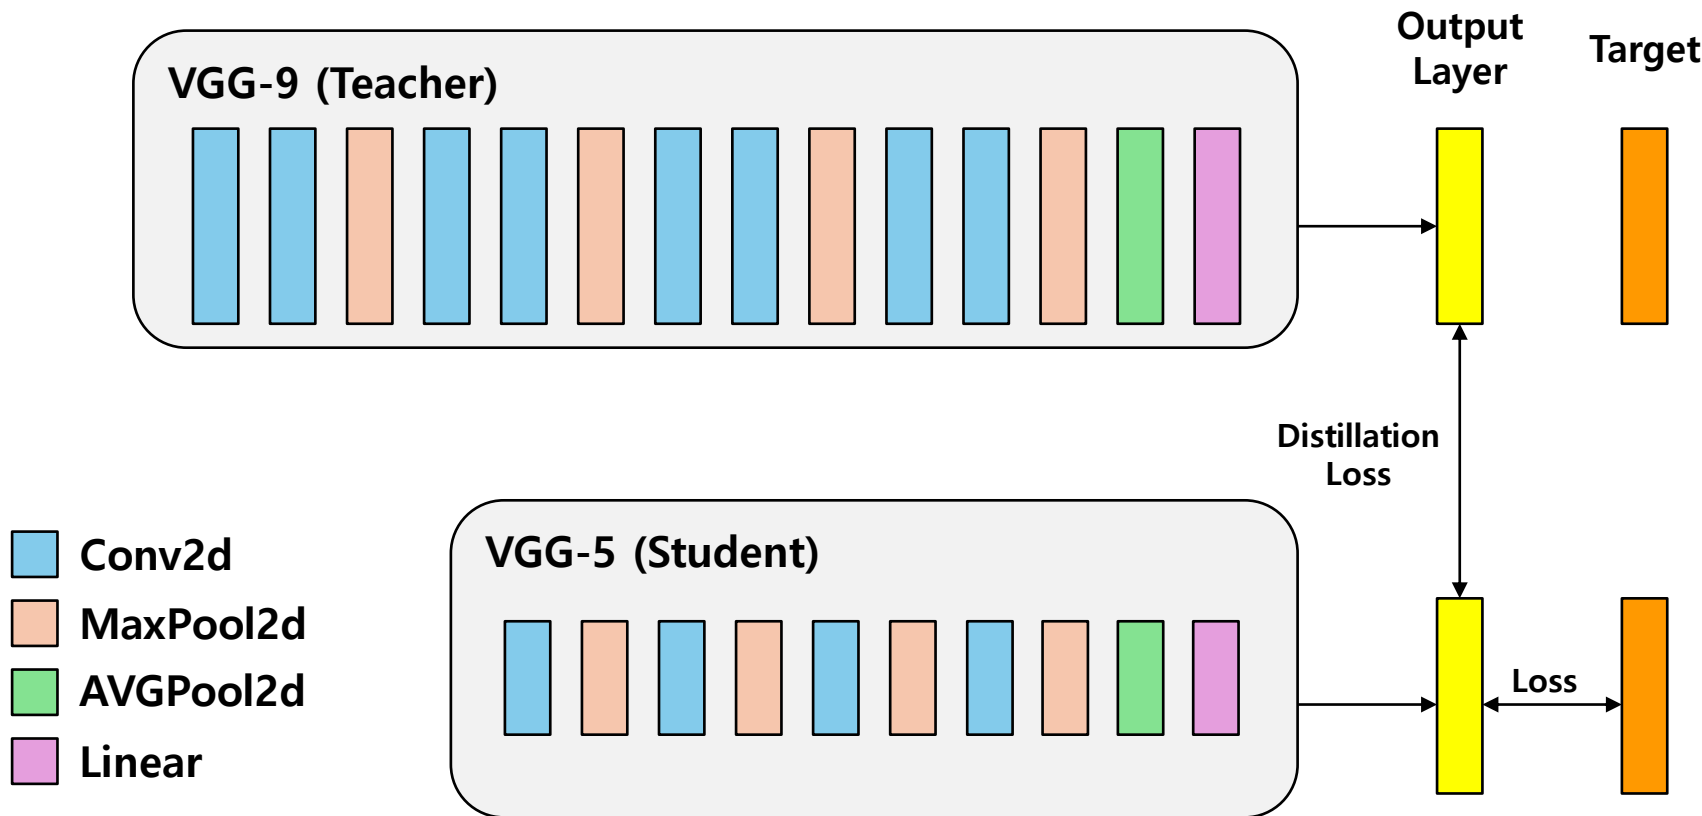 VGG-9 (Teacher)
Output
Layer
Target
Distillation
Loss
VGG-5 (Student)
Loss
Conv2d
MaxPool2d
AVGPool2d
Linear